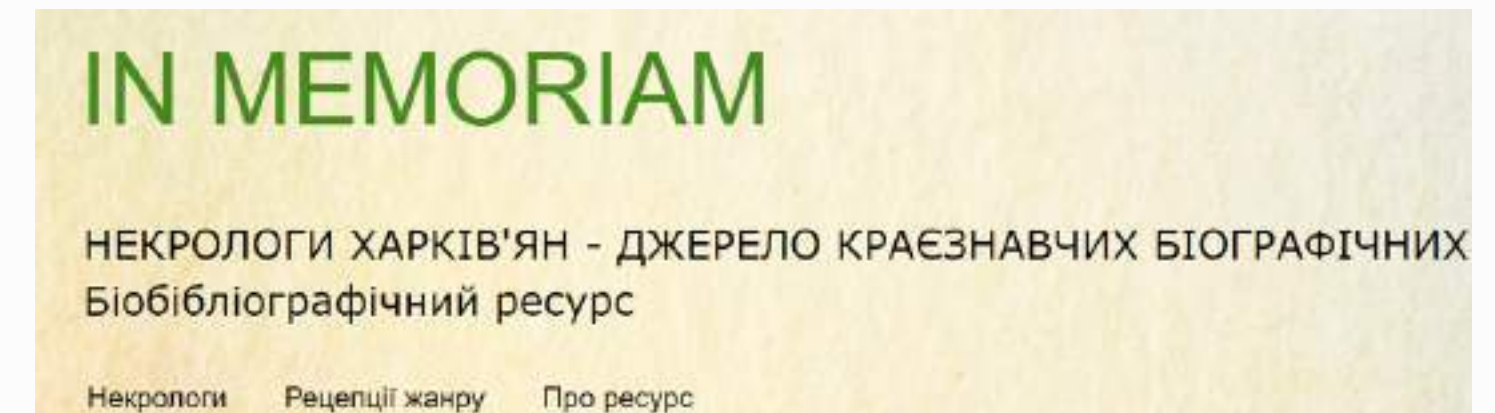 IN MEMORIAM
НЕКРОЛОГИ ХАРКІВ'ЯН - ДЖЕРЕЛО КРАЄЗНАВЧИХ БІОГРАФІЧНИХ
Біобібліографічний ресурс
Некрологи Рецепції жанру Про ресурс